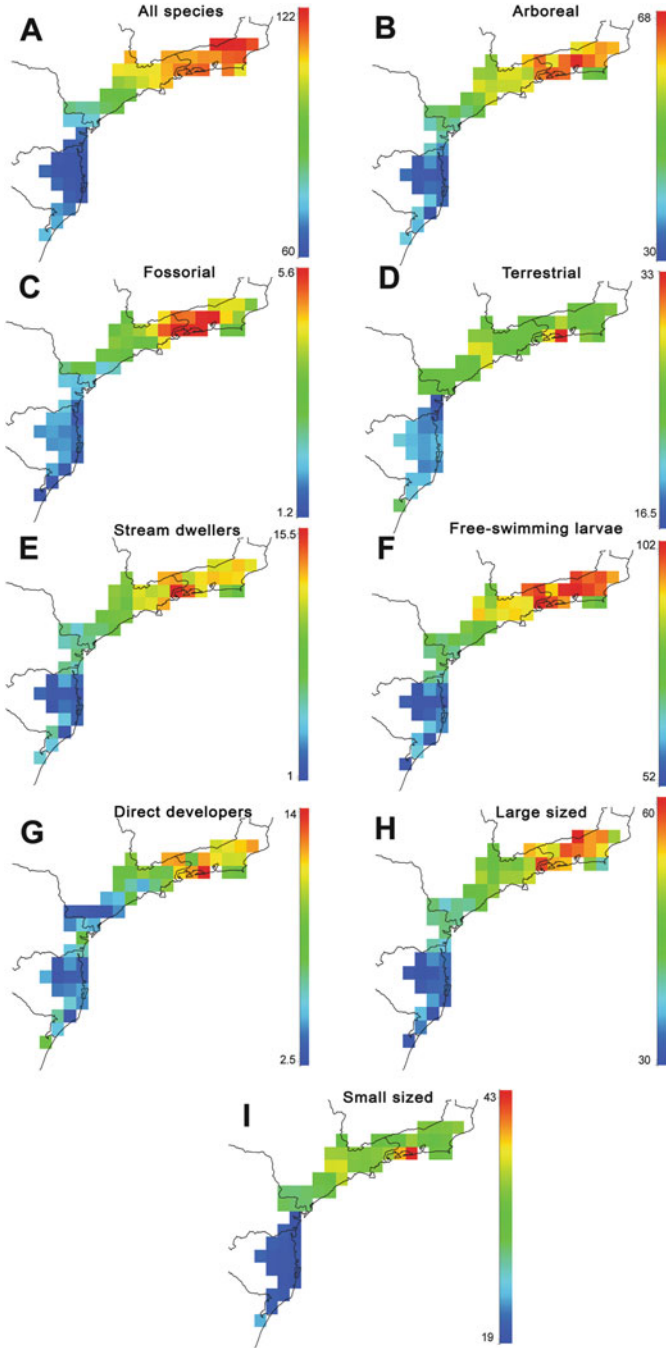 A
All species
122
60
B
Arboreal
68
30
C
Fossorial
5.6
1.2
D
Terrestrial
33
16.5
E
Stream dwellers
15.5
1
F
Free-swimming larvae
102
52
G
Direct developers
14
2.5
H
Large sized
60
30
I
Small sized
43
19